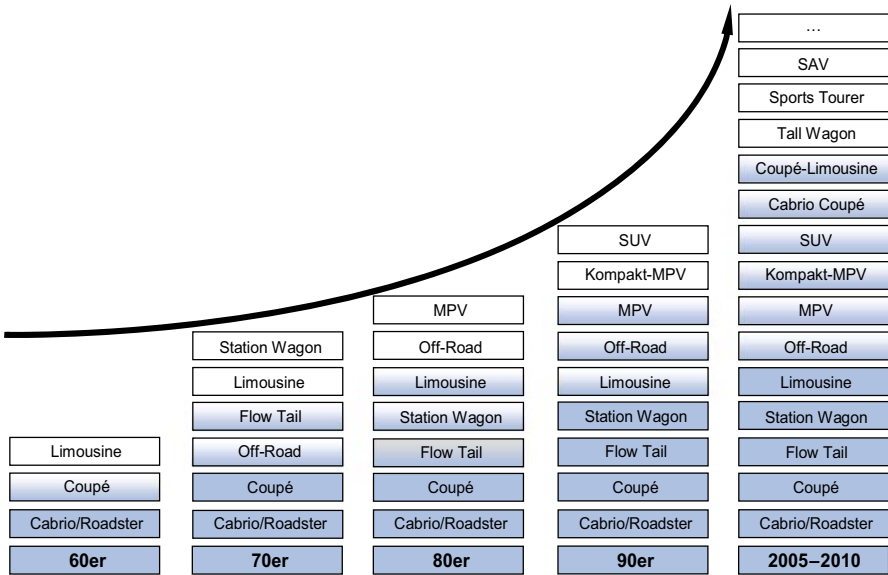 …
SAV
Sports Tourer
Tall Wagon
Coupé-Limousine
Cabrio Coupé
SUV
Kompakt-MPV
MPV
Off-Road
Limousine
Station Wagon
Flow Tail
Coupé
Cabrio/Roadster
2005–2010
SUV
Kompakt-MPV
MPV
Off-Road
Limousine
Station Wagon
Flow Tail
Coupé
Cabrio/Roadster
90er
MPV
Off-Road
Limousine
Station Wagon
Flow Tail
Coupé
Cabrio/Roadster
80er
Station Wagon
Limousine
Flow Tail
Off-Road
Coupé
Cabrio/Roadster
70er
Limousine
Coupé
Cabrio/Roadster
60er